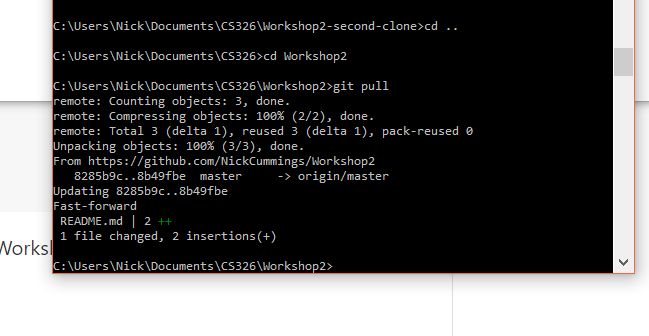 C:\Users\Nick\Documents\CS326\Workshop2-second-clone>cd ..
C:\Users\Nick\Documents\CS326>cd Workshop2
C:\Users\Nick\Documents\CS326\Workshop2>git pull
remote: Counting objects: 3, done.
remote: Compressing objects: 100% (2/2), done.
remote: Total 3 (delta 1), reused 3 (delta 1), pack-reused 0
Unpacking objects: 100% (3/3), done.
From https://github.com/NickCummings/Workshop2
   8285b9c..8b49fbe  master     -> origin/master
Updating 8285b9c..8b49fbe
Fast-forward
 README.md | 2 ++
 1 file changed, 2 insertions(+)
Worksh
C:\Users\Nick\Documents\CS326\Workshop2>